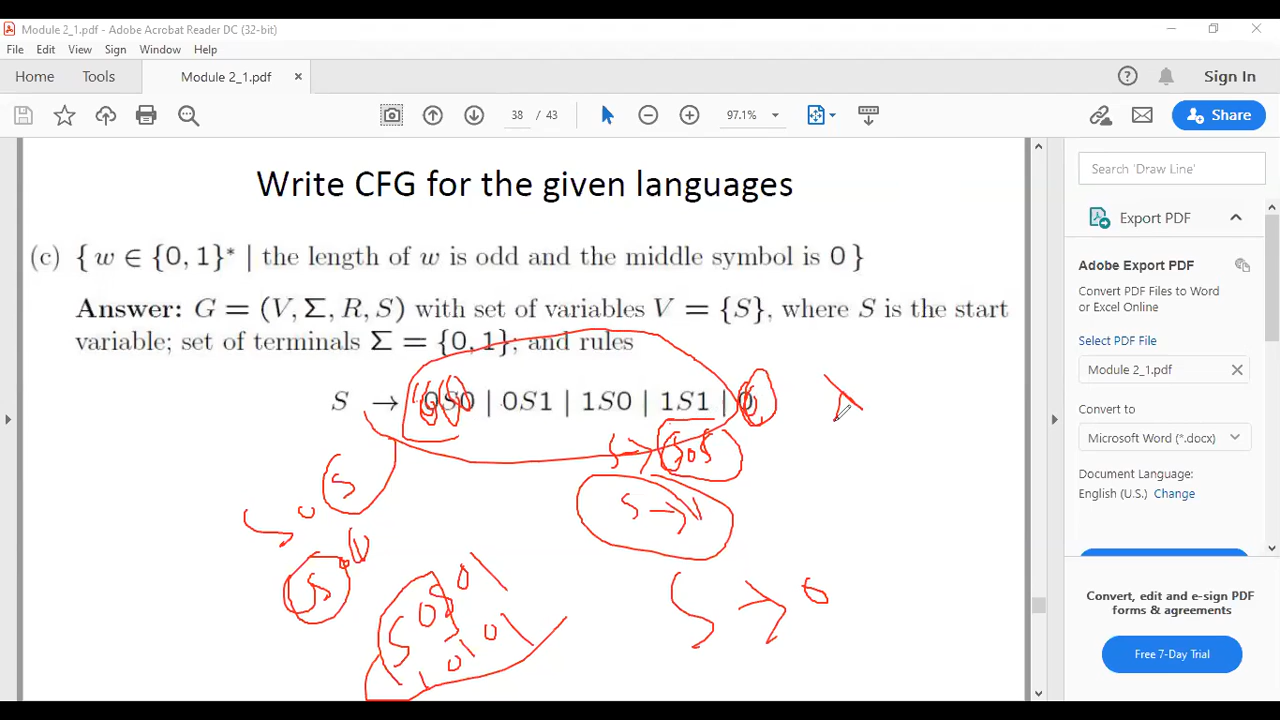 Module 2_1.pdf - Adobe Acrobat Reader DC (32-bit)
File Edit View Sign Window Help
Home Tools Module 2_1.pdf × Sign In
38 / 43 97.1% Share
Write CFG for the given languages
Search 'Draw Line'
Export PDF
(c) { w ∈ {0, 1}* | the length of w is odd and the middle symbol is 0 }
Adobe Export PDF
Convert PDF Files to Word
or Excel Online
Answer: G = (V, Σ, R, S) with set of variables V = {S}, where S is the start
variable; set of terminals Σ = {0, 1}; and rules
Select PDF File
Module 2_1.pdf
S → 0S0 | 0S1 | 1S0 | 1S1 | 0
λ
Convert to
Microsoft Word (*.docx)
S → S0S
Document Language:
English (U.S.) Change
S
S →
S → 0
Convert, edit and e-sign PDF
forms & agreements
Free 7-Day Trial